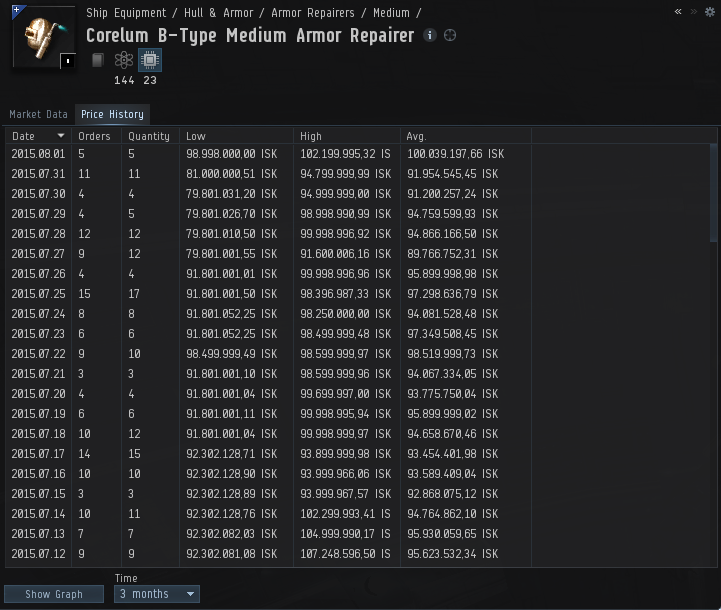 Ship Equipment / Hull & Armor / Armor Repairers / Medium /
Corelum B-Type Medium Armor Repairer
144 23
Market Data Price History
Date Orders Quantity Low High Avg.
2015.08.01 5 5 98.998.000,00 ISK 102.199.995,32 IS 100.039.197,66 ISK
2015.07.31 11 11 81.000.000,51 ISK 94.799.999,99 ISK 91.954.545,45 ISK
2015.07.30 4 4 79.801.031,20 ISK 94.999.999,00 ISK 91.200.257,24 ISK
2015.07.29 4 5 79.801.026,70 ISK 98.998.990,99 ISK 94.759.599,93 ISK
2015.07.28 12 12 79.801.010,50 ISK 99.998.996,92 ISK 94.866.166,50 ISK
2015.07.27 9 12 79.801.001,55 ISK 91.600.006,16 ISK 89.766.752,31 ISK
2015.07.26 4 4 91.801.001,01 ISK 99.998.996,96 ISK 95.899.998,98 ISK
2015.07.25 15 17 91.801.001,50 ISK 98.396.987,33 ISK 97.298.636,79 ISK
2015.07.24 8 8 91.801.052,25 ISK 98.250.000,00 ISK 94.081.528,48 ISK
2015.07.23 6 6 91.801.052,25 ISK 98.499.999,48 ISK 97.349.508,45 ISK
2015.07.22 9 10 98.499.999,49 ISK 98.599.999,97 ISK 98.519.999,73 ISK
2015.07.21 3 3 91.801.001,10 ISK 98.599.999,96 ISK 94.067.334,05 ISK
2015.07.20 4 4 91.801.001,04 ISK 99.699.997,00 ISK 93.775.750,04 ISK
2015.07.19 6 6 91.801.001,11 ISK 99.998.995,94 ISK 95.899.999,02 ISK
2015.07.18 10 12 91.801.001,04 ISK 99.998.999,97 ISK 94.658.670,46 ISK
2015.07.17 14 15 92.302.128,71 ISK 93.899.999,98 ISK 93.454.401,98 ISK
2015.07.16 10 10 92.302.128,90 ISK 93.999.966,06 ISK 93.589.409,04 ISK
2015.07.15 3 3 92.302.128,89 ISK 93.999.967,57 ISK 92.868.075,12 ISK
2015.07.14 10 11 92.302.128,76 ISK 102.299.993,41 IS 94.764.862,10 ISK
2015.07.13 7 7 92.302.082,03 ISK 104.999.990,17 IS 95.930.059,65 ISK
2015.07.12 9 9 92.302.081,08 ISK 107.248.596,50 IS 95.623.532,34 ISK
Time
Show Graph 3 months